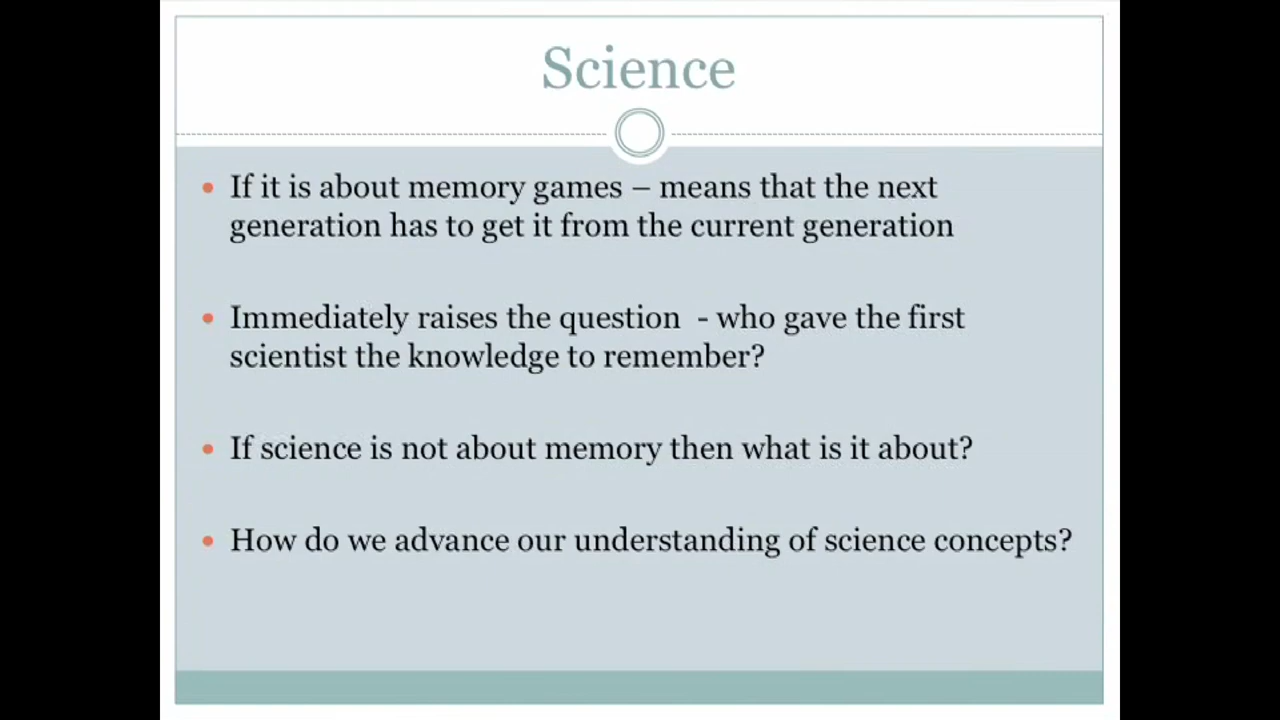 Science
• If it is about memory games – means that the next
generation has to get it from the current generation
• Immediately raises the question  - who gave the first
scientist the knowledge to remember?
• If science is not about memory then what is it about?
• How do we advance our understanding of science concepts?